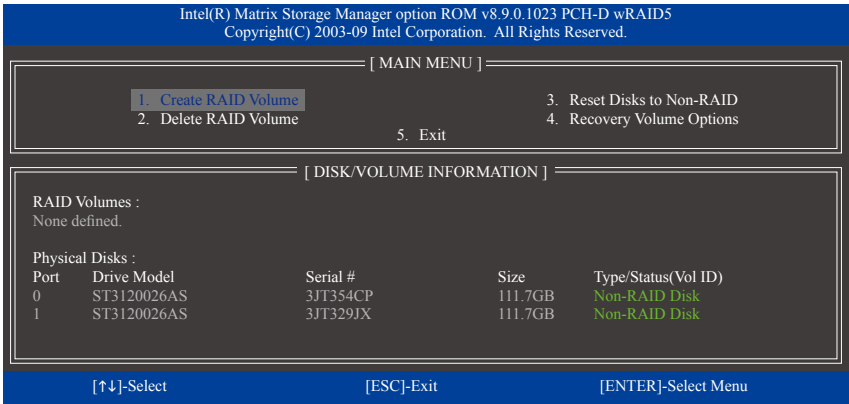 Intel(R) Matrix Storage Manager option ROM v8.9.0.1023 PCH-D wRAID5
Copyright(C) 2003-09 Intel Corporation. All Rights Reserved.
[ MAIN MENU ]
1. Create RAID Volume 3. Reset Disks to Non-RAID
2. Delete RAID Volume 4. Recovery Volume Options
5. Exit
[ DISK/VOLUME INFORMATION ]
RAID Volumes :
None defined.
Physical Disks :
Port Drive Model Serial # Size Type/Status(Vol ID)
0 ST3120026AS 3JT354CP 111.7GB Non-RAID Disk
1 ST3120026AS 3JT329JX 111.7GB Non-RAID Disk
[↑↓]-Select [ESC]-Exit [ENTER]-Select Menu